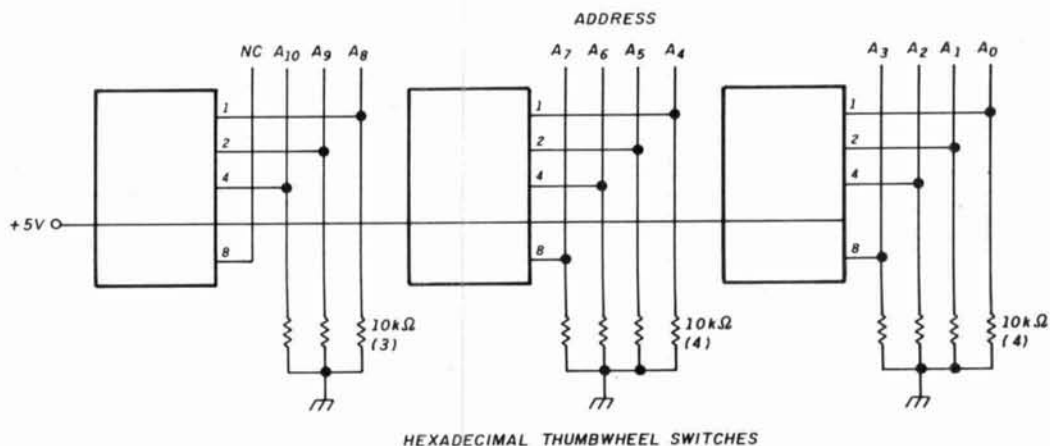 ADDRESS
NC A10 A9 A8
A7 A6 A5 A4
A3 A2 A1 A0
1
2
4
8
1
2
4
8
1
2
4
8
+5V
10kΩ
(3)
10kΩ
(4)
10kΩ
(4)
HEXADECIMAL THUMBWHEEL SWITCHES